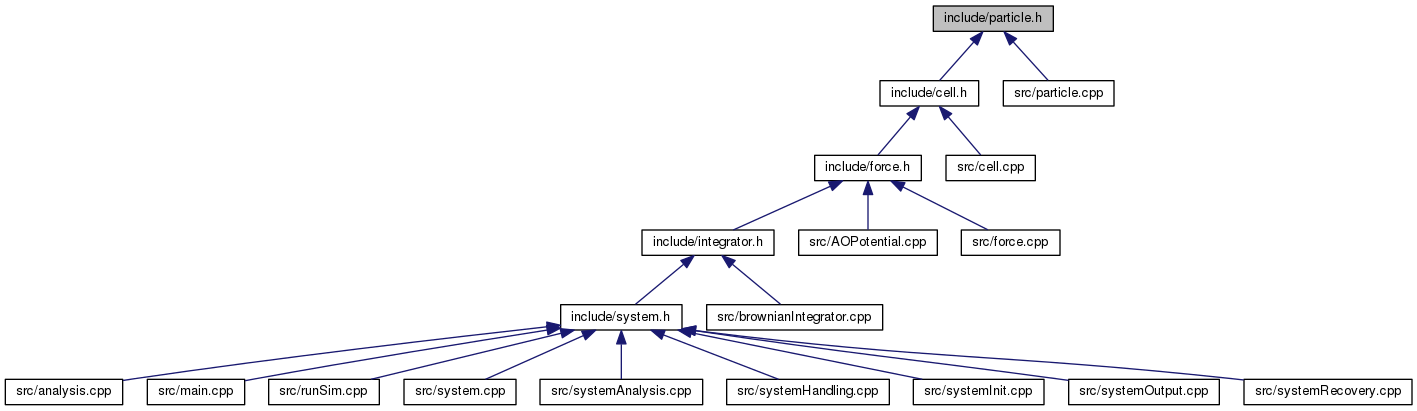 include/particle.h
include/cell.h
src/particle.cpp
include/force.h
src/cell.cpp
include/integrator.h
src/AOPotential.cpp
src/force.cpp
include/system.h
src/brownianIntegrator.cpp
src/analysis.cpp
src/main.cpp
src/runSim.cpp
src/system.cpp
src/systemAnalysis.cpp
src/systemHandling.cpp
src/systemInit.cpp
src/systemOutput.cpp
src/systemRecovery.cpp